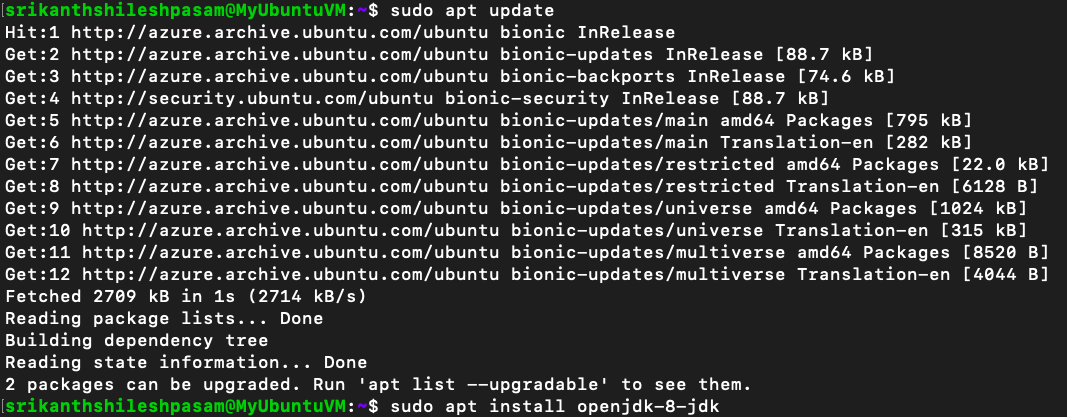 [srikanthshileshpasam@MyUbuntuVM:~$ sudo apt update
Hit:1 http://azure.archive.ubuntu.com/ubuntu bionic InRelease
Get:2 http://azure.archive.ubuntu.com/ubuntu bionic-updates InRelease [88.7 kB]
Get:3 http://azure.archive.ubuntu.com/ubuntu bionic-backports InRelease [74.6 kB]
Get:4 http://security.ubuntu.com/ubuntu bionic-security InRelease [88.7 kB]
Get:5 http://azure.archive.ubuntu.com/ubuntu bionic-updates/main amd64 Packages [795 kB]
Get:6 http://azure.archive.ubuntu.com/ubuntu bionic-updates/main Translation-en [282 kB]
Get:7 http://azure.archive.ubuntu.com/ubuntu bionic-updates/restricted amd64 Packages [22.0 kB]
Get:8 http://azure.archive.ubuntu.com/ubuntu bionic-updates/restricted Translation-en [6128 B]
Get:9 http://azure.archive.ubuntu.com/ubuntu bionic-updates/universe amd64 Packages [1024 kB]
Get:10 http://azure.archive.ubuntu.com/ubuntu bionic-updates/universe Translation-en [315 kB]
Get:11 http://azure.archive.ubuntu.com/ubuntu bionic-updates/multiverse amd64 Packages [8520 B]
Get:12 http://azure.archive.ubuntu.com/ubuntu bionic-updates/multiverse Translation-en [4044 B]
Fetched 2709 kB in 1s (2714 kB/s)
Reading package lists... Done
Building dependency tree
Reading state information... Done
2 packages can be upgraded. Run 'apt list --upgradable' to see them.
[srikanthshileshpasam@MyUbuntuVM:~$ sudo apt install openjdk-8-jdk